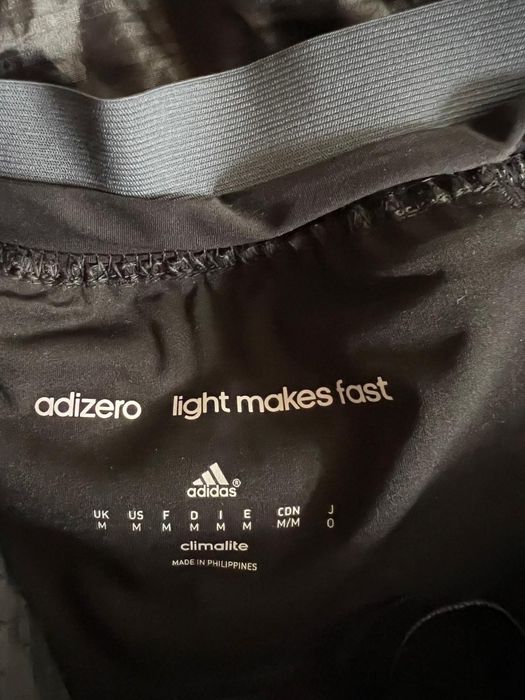 adizero light makes fast
adidas®
UK US F D I E CDN J
M M M M M M M/M O
climalite
MADE IN PHILIPPINES